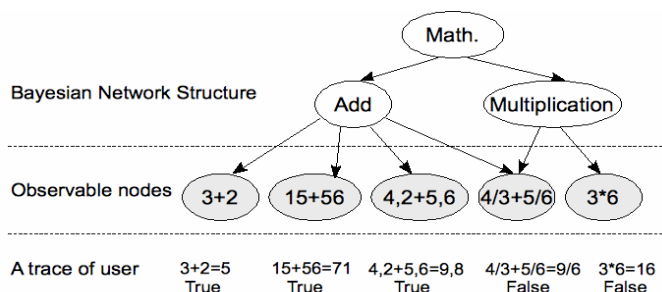 Math.
Bayesian Network Structure
Add
Multiplication
Observable nodes
3+2
15+56
4,2+5,6
4/3+5/6
3*6
A trace of user
3+2=5
15+56=71
4,2+5,6=9,8
4/3+5/6=9/6
3*6=16
True
True
True
False
False